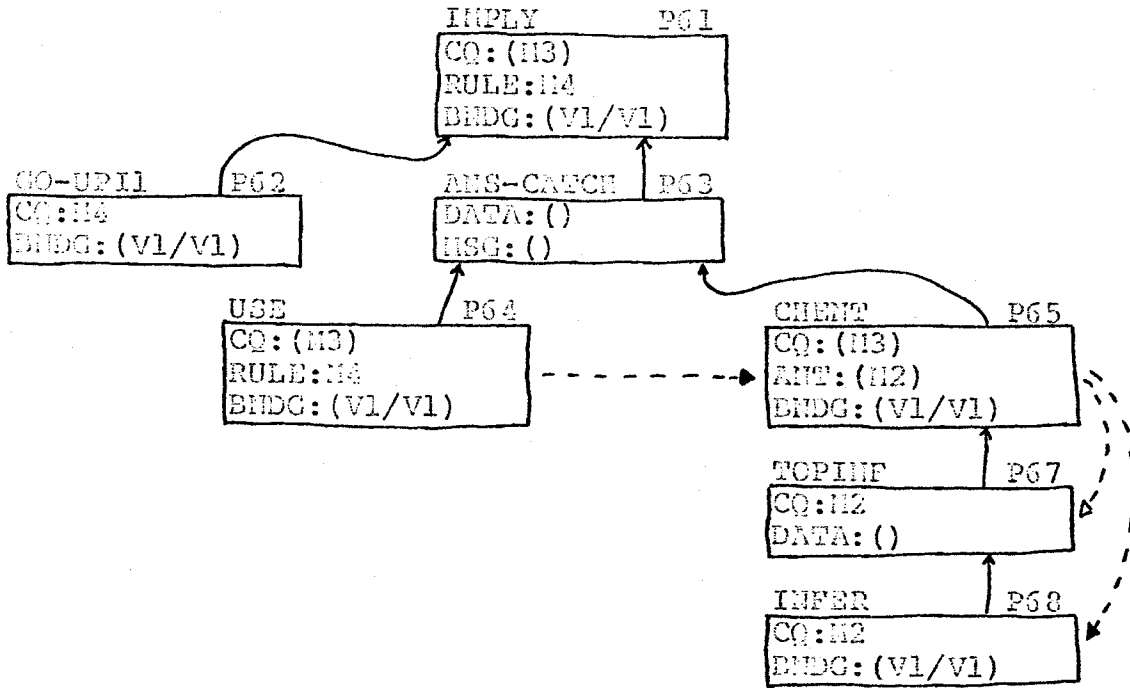 IMPLY P61
CQ:(M3)
RULE:M4
BNDG:(V1/V1)
GO-UPI1 P62
CQ:M4
BNDG:(V1/V1)
ANS-CATCH P63
DATA:()
MSG:()
USE P64
CQ:(M3)
RULE:M4
BNDG:(V1/V1)
CHENT P65
CQ:(M3)
ANT:(M2)
BNDG:(V1/V1)
TOPINF P67
CQ:M2
DATA:()
INFER P68
CQ:M2
BNDG:(V1/V1)